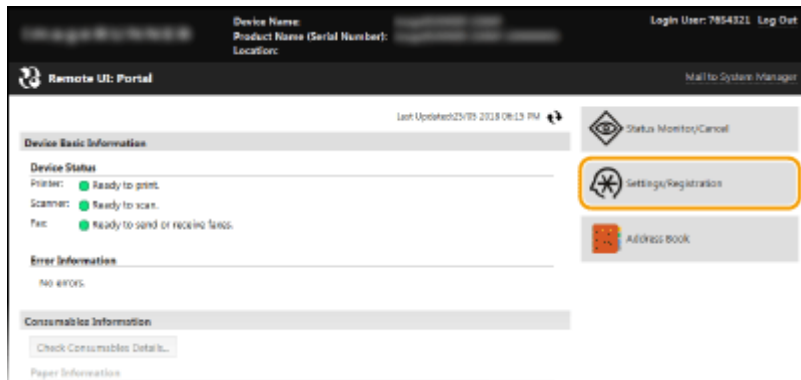 Device Name:
Product Name (Serial Number):
Location:
Login User: 7654321 Log Out
Remote UI: Portal
Mail to System Manager
Last Updated:25/05 2018 06:15 PM
Device Basic Information
Device Status
Printer: Ready to print.
Scanner: Ready to scan.
Fax: Ready to send or receive faxes.
Error Information
No errors.
Consumables Information
Check Consumables Details...
Paper Information
Status Monitor/Cancel
Settings/Registration
Address Book